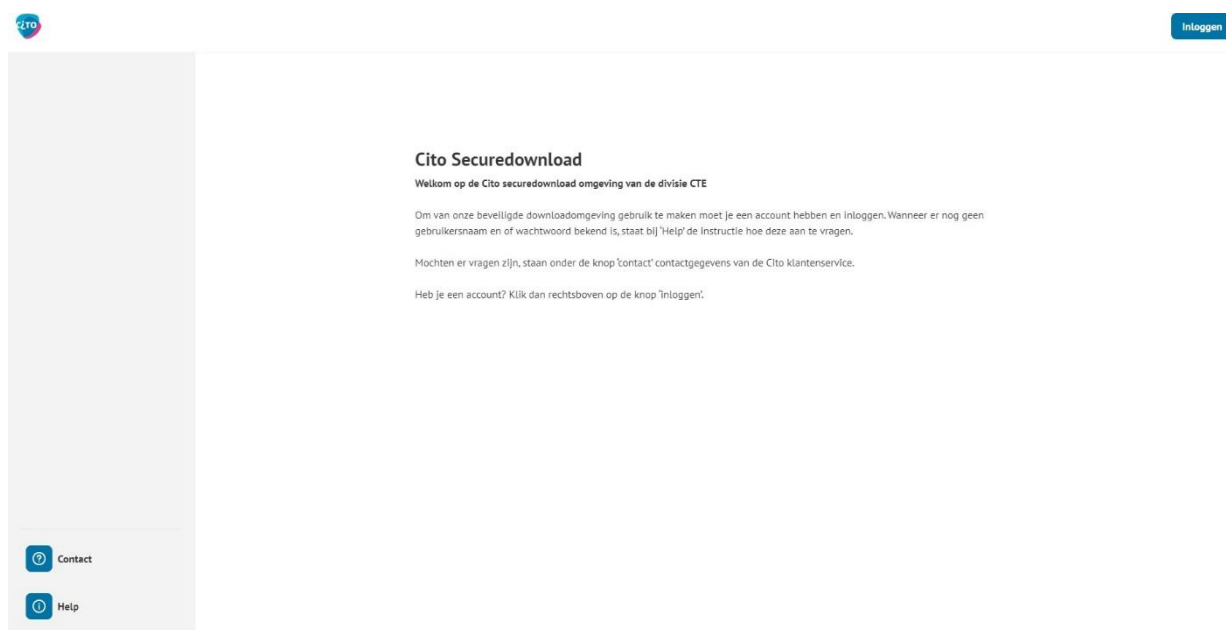 cito
Inloggen
Cito Securedownload
Welkom op de Cito securedownload omgeving van de divisie CTE
Om van onze beveiligde downloadomgeving gebruik te maken moet je een account hebben en inloggen. Wanneer er nog geen
gebruikersnaam en of wachtwoord bekend is, staat bij 'Help' de instructie hoe deze aan te vragen.
Mochten er vragen zijn, staan onder de knop 'contact' contactgegevens van de Cito klantenservice.
Heb je een account? Klik dan rechtsboven op de knop 'inloggen'.
Contact
Help